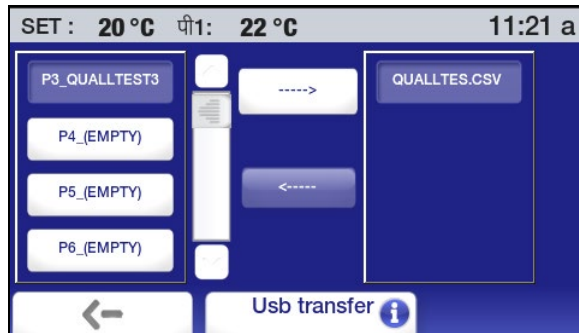 SET : 20 °C पी1: 22 °C 11:21 a
P3_QUALLTEST3
P4_(EMPTY)
P5_(EMPTY)
P6_(EMPTY)
----->
<-----
QUALLTES.CSV
Usb transfer